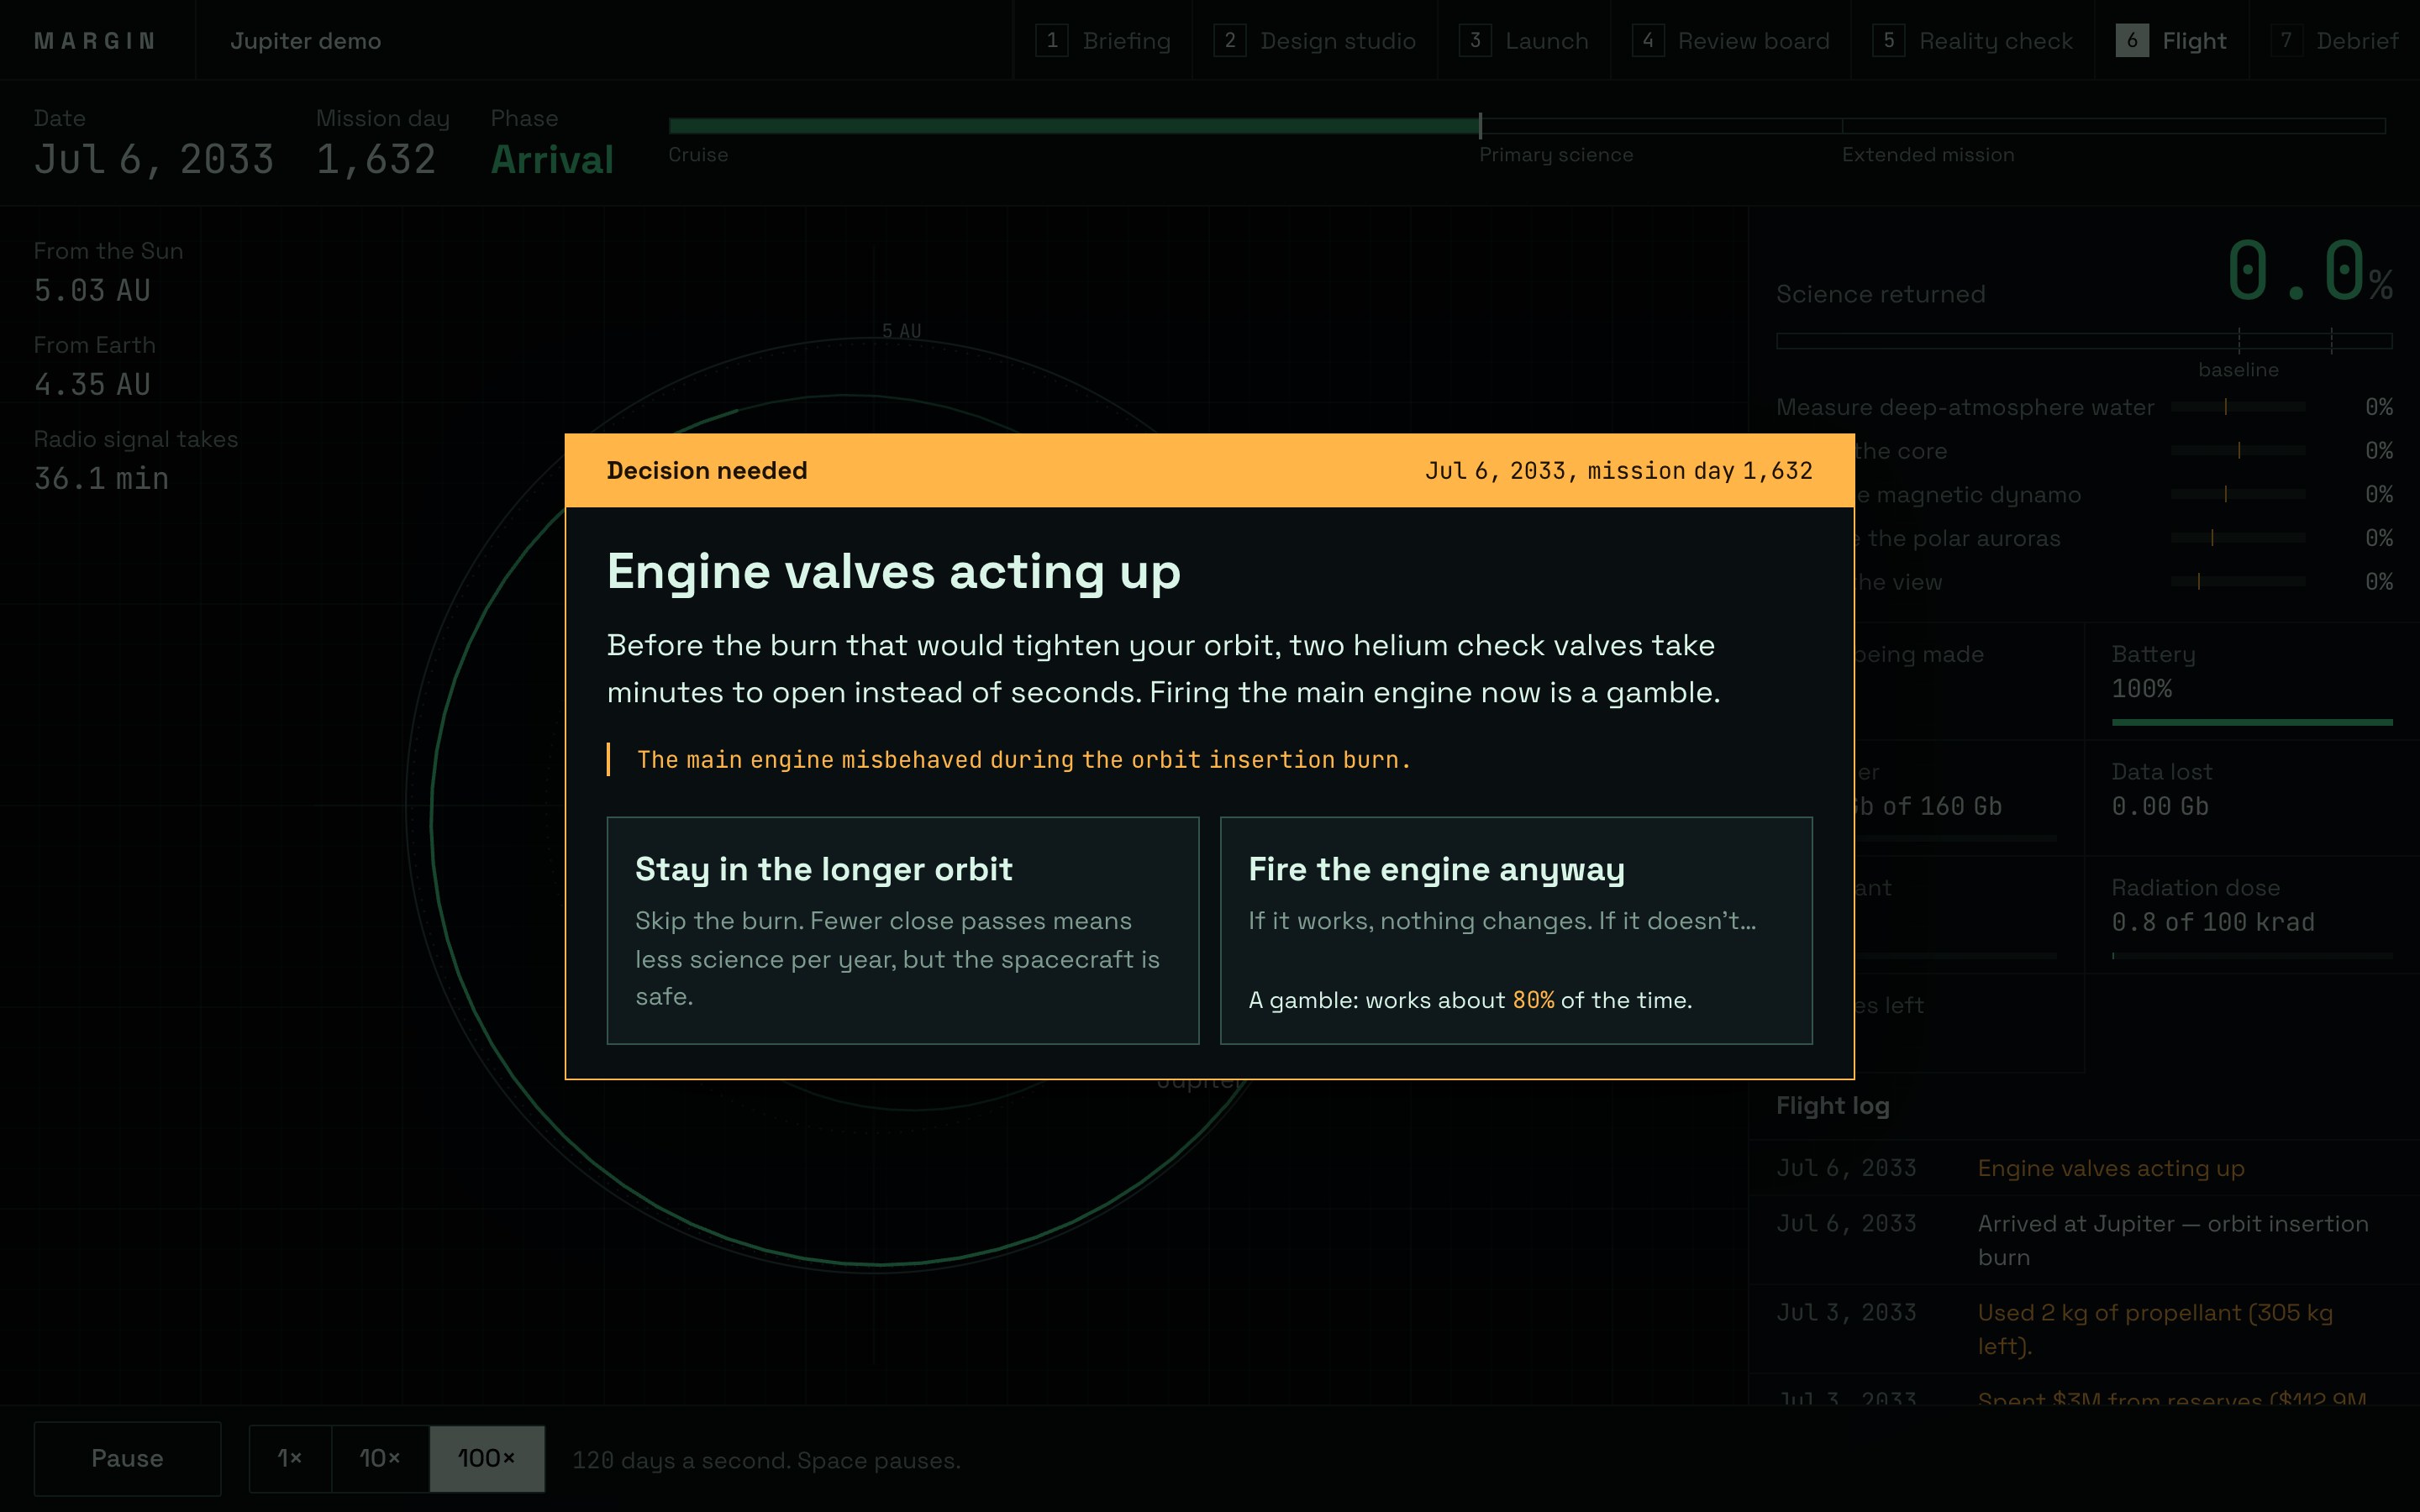 MARGIN
Jupiter demo
1 Briefing
2 Design studio
3 Launch
4 Review board
5 Reality check
6 Flight
7 Debrief
Date
Jul 6, 2033
Mission day
1,632
Phase
Arrival
Cruise
Primary science
Extended mission
From the Sun
5.03 AU
From Earth
4.35 AU
Radio signal takes
36.1 min
5 AU
Jupiter
Science returned
0.0%
baseline
Measure deep-atmosphere water 0%
the core 0%
magnetic dynamo 0%
the polar auroras 0%
the view 0%
being made
Battery
100%
Data lost
of 160 Gb
0.00 Gb
Radiation dose
0.8 of 100 krad
left
Decision needed
Jul 6, 2033, mission day 1,632
Engine valves acting up
Before the burn that would tighten your orbit, two helium check valves take
minutes to open instead of seconds. Firing the main engine now is a gamble.
The main engine misbehaved during the orbit insertion burn.
Stay in the longer orbit
Skip the burn. Fewer close passes means
less science per year, but the spacecraft is
safe.
Fire the engine anyway
If it works, nothing changes. If it doesn't…
A gamble: works about 80% of the time.
Flight log
Jul 6, 2033 Engine valves acting up
Jul 6, 2033 Arrived at Jupiter — orbit insertion
burn
Jul 3, 2033 Used 2 kg of propellant (305 kg
left).
Jul 3, 2033 Spent $3M from reserves ($112.9M
Pause
1×
10×
100×
120 days a second. Space pauses.